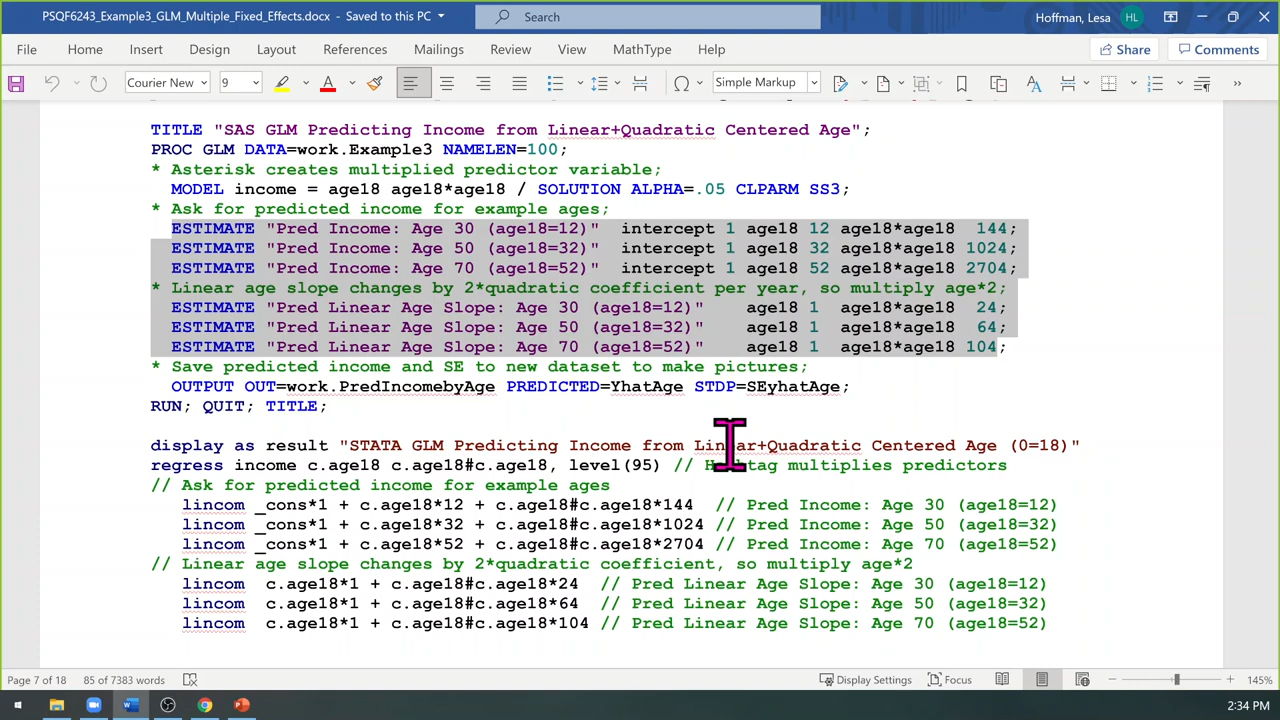 PSQF6243_Example3_GLM_Multiple_Fixed_Effects.docx - Saved to this PC
Search
Hoffman, Lesa HL
File Home Insert Design Layout References Mailings Review View MathType Help Share Comments
Courier New 9 Simple Markup
TITLE "SAS GLM Predicting Income from Linear+Quadratic Centered Age";
PROC GLM DATA=work.Example3 NAMELEN=100;
* Asterisk creates multiplied predictor variable;
MODEL income = age18 age18*age18 / SOLUTION ALPHA=.05 CLPARM SS3;
* Ask for predicted income for example ages;
ESTIMATE "Pred Income: Age 30 (age18=12)" intercept 1 age18 12 age18*age18 144;
ESTIMATE "Pred Income: Age 50 (age18=32)" intercept 1 age18 32 age18*age18 1024;
ESTIMATE "Pred Income: Age 70 (age18=52)" intercept 1 age18 52 age18*age18 2704;
* Linear age slope changes by 2*quadratic coefficient per year, so multiply age*2;
ESTIMATE "Pred Linear Age Slope: Age 30 (age18=12)" age18 1 age18*age18 24;
ESTIMATE "Pred Linear Age Slope: Age 50 (age18=32)" age18 1 age18*age18 64;
ESTIMATE "Pred Linear Age Slope: Age 70 (age18=52)" age18 1 age18*age18 104;
* Save predicted income and SE to new dataset to make pictures;
OUTPUT OUT=work.PredIncomebyAge PREDICTED=YhatAge STDP=SEyhatAge;
RUN; QUIT; TITLE;
display as result "STATA GLM Predicting Income from Linear+Quadratic Centered Age (0=18)"
regress income c.age18 c.age18#c.age18, level(95) // multiplies predictors
// Ask for predicted income for example ages
lincom _cons*1 + c.age18*12 + c.age18#c.age18*144 // Pred Income: Age 30 (age18=12)
lincom _cons*1 + c.age18*32 + c.age18#c.age18*1024 // Pred Income: Age 50 (age18=32)
lincom _cons*1 + c.age18*52 + c.age18#c.age18*2704 // Pred Income: Age 70 (age18=52)
// Linear age slope changes by 2*quadratic coefficient, so multiply age*2
lincom c.age18*1 + c.age18#c.age18*24 // Pred Linear Age Slope: Age 30 (age18=12)
lincom c.age18*1 + c.age18#c.age18*64 // Pred Linear Age Slope: Age 50 (age18=32)
lincom c.age18*1 + c.age18#c.age18*104 // Pred Linear Age Slope: Age 70 (age18=52)
Page 7 of 18 85 of 7383 words Display Settings Focus 145%
2:34 PM